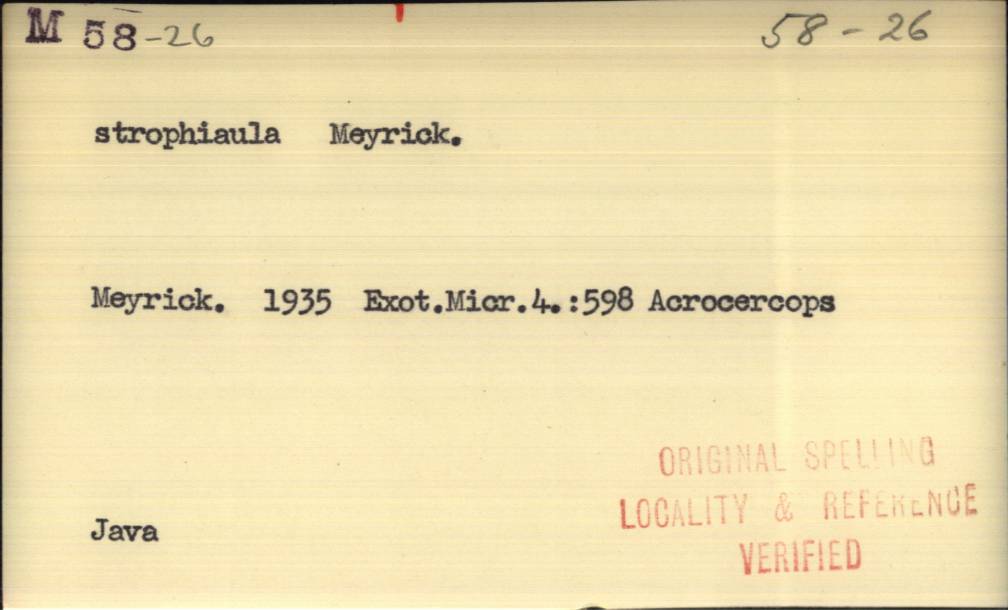 M 58-26 58-26
strophiaula Meyrick.
Meyrick. 1935 Exot.Micr.4.:598 Acrocercops
Java
ORIGINAL SPELLING
LOCALITY & REFERENCE
VERIFIED